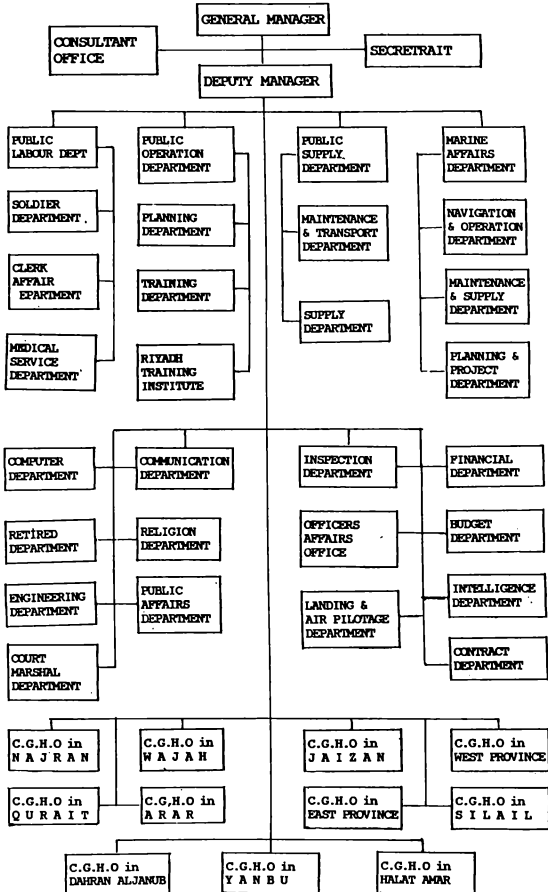 GENERAL MANAGER
CONSULTANT
OFFICE
SECRETRAIT
DEPUTY MANAGER
PUBLIC
LABOUR DEPT
PUBLIC
OPERATION
DEPARTMENT
PUBLIC
SUPPLY
DEPARTMENT
MARINE
AFFAIRS
DEPARTMENT
SOLDIER
DEPARTMENT
PLANNING
DEPARTMENT
MAINTENANCE
& TRANSPORT
DEPARTMENT
NAVIGATION
& OPERATION
DEPARTMENT
CLERK
AFFAIR
EPARTMENT
TRAINING
DEPARTMENT
SUPPLY
DEPARTMENT
MAINTENANCE
& SUPPLY
DEPARTMENT
MEDICAL
SERVICE
DEPARTMENT
RIYADH
TRAINING
INSTITUTE
PLANNING &
PROJECT
DEPARTMENT
COMPUTER
DEPARTMENT
COMMUNICATION
DEPARTMENT
INSPECTION
DEPARTMENT
FINANCIAL
DEPARTMENT
RETIRED
DEPARTMENT
RELIGION
DEPARTMENT
OFFICERS
AFFAIRS
OFFICE
BUDGET
DEPARTMENT
ENGINEERING
DEPARTMENT
PUBLIC
AFFAIRS
DEPARTMENT
LANDING &
AIR PILOTAGE
DEPARTMENT
INTELLIGENCE
DEPARTMENT
COURT
MARSHAL
DEPARTMENT
CONTRACT
DEPARTMENT
C.G.H.O in
N A J R A N
C.G.H.O in
W A J A H
C.G.H.O in
J A I Z A N
C.G.H.O in
WEST PROVINCE
C.G.H.O in
Q U R A I T
C.G,H.O in
A R A R
C.G.H.O in
EAST PROVINCE
C.G.H.O in
S I L A I L
C.G.H.O in
DAHRAN ALJANUB
C.G.H.O in
Y A N B U
C.G.H.O in
HALAT AMAR